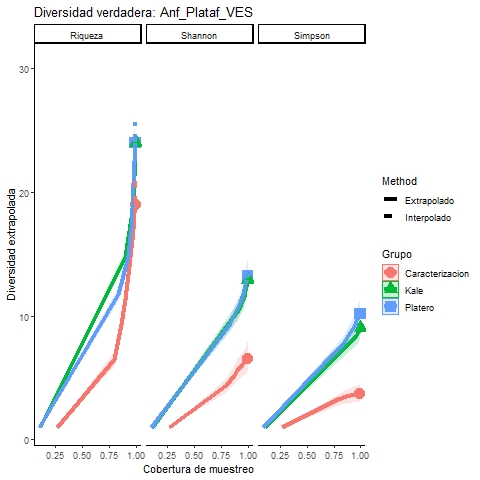 Diversidad verdadera: Anf_Plataf_VES
Riqueza Shannon Simpson
Diversidad extrapolada
30
20
10
0
0.25 0.50 0.75 1.00 0.25 0.50 0.75 1.00 0.25 0.50 0.75 1.00
Cobertura de muestreo
Method
Extrapolado
Interpolado
Grupo
Caracterizacion
Kale
Platero